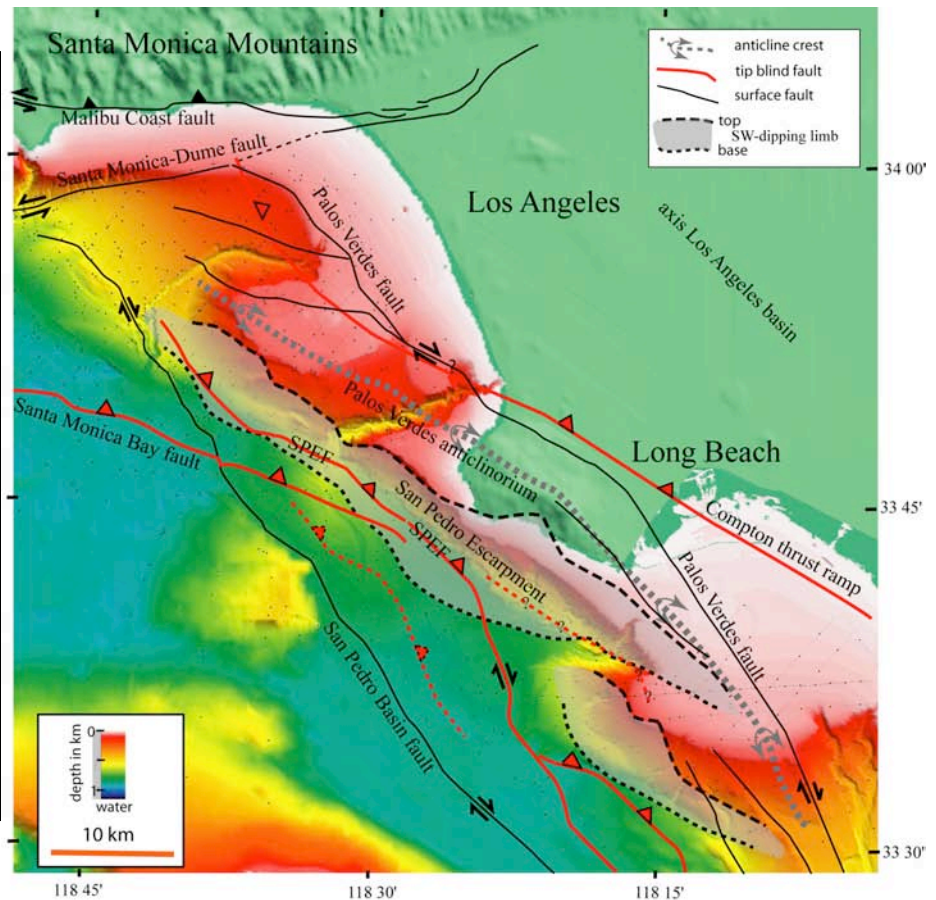 Santa Monica Mountains
anticline crest
tip blind fault
surface fault
top
SW-dipping limb
base
Malibu Coast fault
Santa Monica-Dume fault
34 00'
Los Angeles
axis Los Angeles basin
Palos Verdes fault
?
Palos Verdes anticlinorium
Santa Monica Bay fault
SPEF
Long Beach
33 45'
San Pedro Escarpment
SPEF
Compton thrust ramp
Palos Verdes fault
San Pedro Basin fault
?
?
?
depth in km
0
1
water
10 km
33 30'
118 45'
118 30'
118 15'